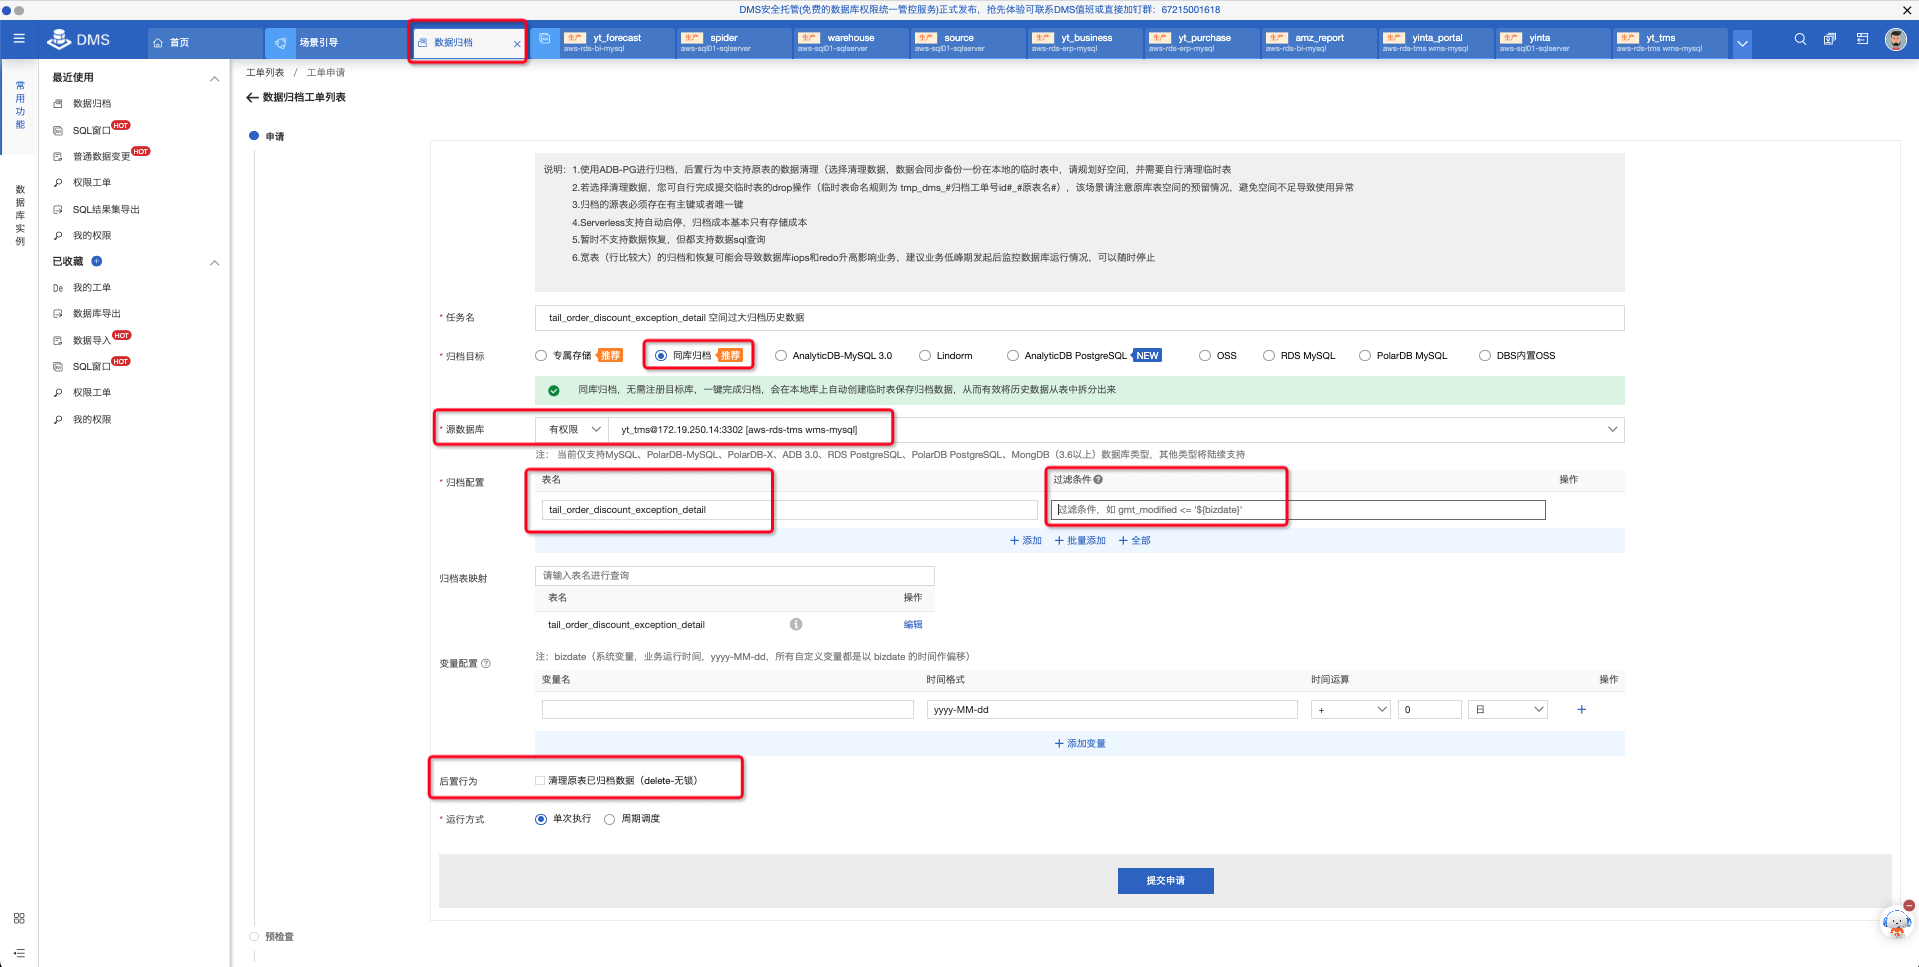 DMS安全托管(免费的数据库权限统一管控服务)正式发布，抢先体验可联系DMS值班或直接加钉群：67215001618
DMS
首页
场景引导
数据归档
生产 yt_forecast
aws-rds-bi-mysql
生产 spider
aws-sql01-sqlserver
生产 warehouse
aws-sql01-sqlserver
生产 source
aws-sql01-sqlserver
生产 yt_business
aws-rds-erp-mysql
生产 yt_purchase
aws-rds-erp-mysql
生产 amz_report
aws-rds-bi-mysql
生产 yinta_portal
aws-rds-tms wms-mysql
生产 yinta
aws-sql01-sqlserver
生产 yt_tms
aws-rds-tms wms-mysql
常用功能
数据库实例
最近使用
数据归档
SQL窗口 HOT
普通数据变更 HOT
权限工单
SQL结果集导出
我的权限
已收藏
De 我的工单
数据库导出
数据导入 HOT
SQL窗口 HOT
权限工单
我的权限
工单列表 / 工单申请
数据归档工单列表
申请
说明：1.使用ADB-PG进行归档，后置行为中支持原表的数据清理（选择清理数据，数据会同步备份一份在本地的临时表中，请规划好空间，并需要自行清理临时表
2.若选择清理数据，您可自行完成提交临时表的drop操作（临时表命名规则为 tmp_dms_#归档工单号id#_#原表名#），该场景请注意原库表空间的预留情况，避免空间不足导致使用异常
3.归档的源表必须存在有主键或者唯一键
4.Serverless支持自动启停，归档成本基本只有存储成本
5.暂时不支持数据恢复，但都支持数据sql查询
6.宽表（行比较大）的归档和恢复可能会导致数据库iops和redo升高影响业务，建议业务低峰期发起后监控数据库运行情况，可以随时停止
* 任务名
tail_order_discount_exception_detail 空间过大归档历史数据
* 归档目标
专属存储 推荐
同库归档 推荐
AnalyticDB-MySQL 3.0
Lindorm
AnalyticDB PostgreSQL NEW
OSS
RDS MySQL
PolarDB MySQL
DBS内置OSS
同库归档，无需注册目标库，一键完成归档，会在本地库上自动创建临时表保存归档数据，从而有效将历史数据从表中拆分出来
* 源数据库
有权限
yt_tms@172.19.250.14:3302 [aws-rds-tms wms-mysql]
注： 当前仅支持MySQL、PolarDB-MySQL、PolarDB-X、ADB 3.0、RDS PostgreSQL、PolarDB PostgreSQL、MongDB（3.6以上）数据库类型，其他类型将陆续支持
* 归档配置
表名
过滤条件
操作
tail_order_discount_exception_detail
过滤条件，如 gmt_modified <= '${bizdate}'
+ 添加 + 批量添加 + 全部
归档表映射
请输入表名进行查询
表名
操作
tail_order_discount_exception_detail
编辑
变量配置
注：bizdate（系统变量，业务运行时间，yyyy-MM-dd，所有自定义变量都是以 bizdate 的时间作偏移）
变量名
时间格式
时间运算
操作
yyyy-MM-dd
+
0
日
+
+ 添加变量
后置行为
清理原表已归档数据（delete-无锁）
* 运行方式
单次执行
周期调度
提交申请
预检查